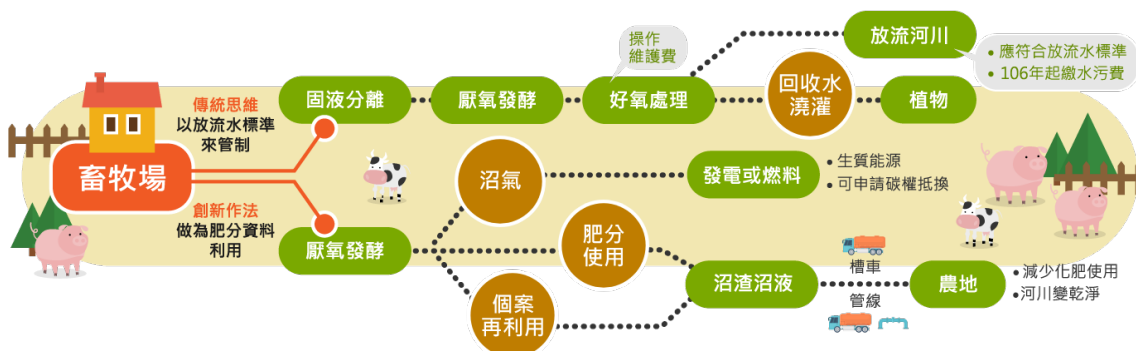 畜牧場
傳統思維
以放流水標準
來管制
固液分離
厭氧發酵
操作
維護費
好氧處理
放流河川
• 應符合放流水標準
• 106年起繳水污費
回收水
澆灌
植物
創新作法
做為肥分資料
利用
厭氧發酵
沼氣
發電或燃料
• 生質能源
• 可申請碳權抵換
肥分
使用
個案
再利用
沼渣沼液
槽車
管線
農地
• 減少化肥使用
• 河川變乾淨